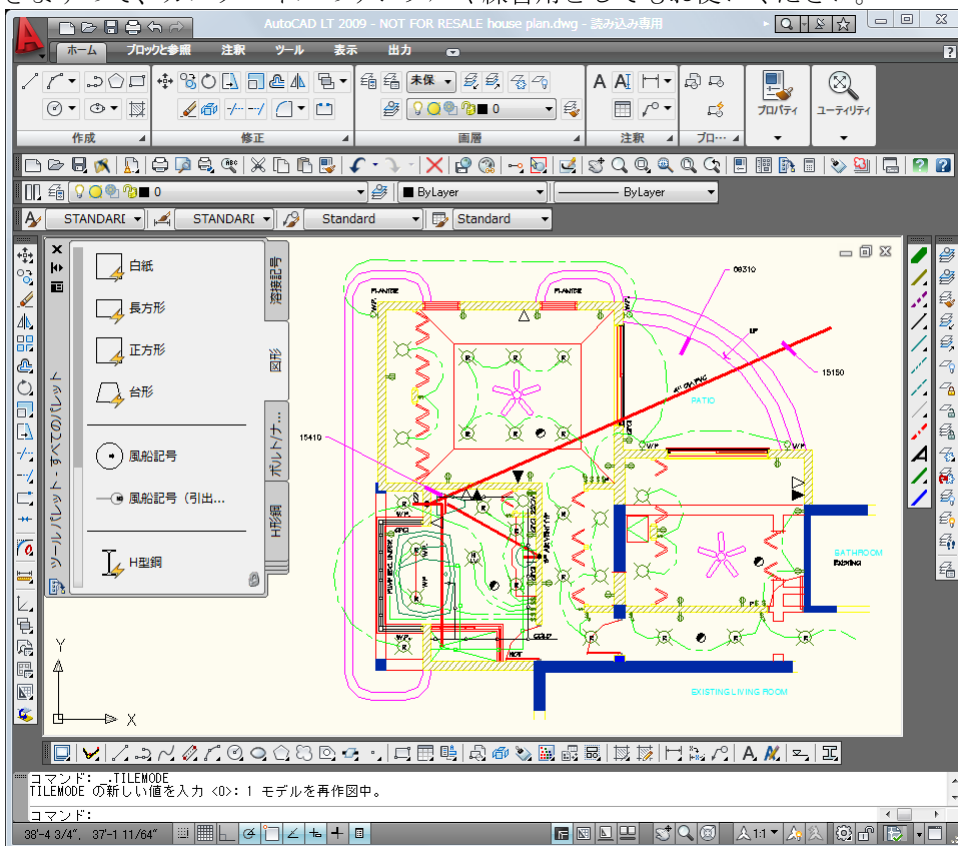 AutoCAD LT 2009 - NOT FOR RESALE house plan.dwg - 読み込み専用
ホーム ブロックと参照 注釈 ツール 表示 出力
未保
0
プロパティ
ユーティリティ
作成 修正 画層 注釈 ブロ…
0 ByLayer ByLayer
STANDARD STANDARD Standard Standard
ツール パレット - すべてのパレット
白紙
長方形
正方形
台形
風船記号
風船記号（引出...
H型鋼
溶接記号
図形
ボルト/ナ...
H形鋼
08310
PLANTER
PLANTER
UP
15150
PATIO
15410
W.P.
BATHROOM
EXISTING
COLD
HOT
EXISTING LIVING ROOM
Y
X
コマンド: _.TILEMODE
TILEMODE の新しい値を入力 <0>: 1 モデルを再作図中。
コマンド:
38'-4 3/4", 37'-1 11/64" 1:1